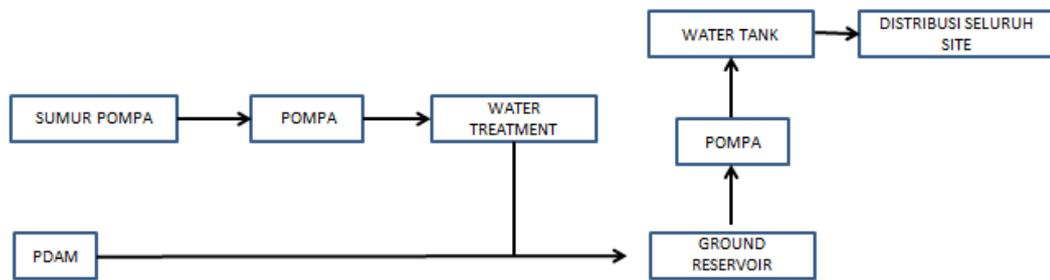 WATER TANK
DISTRIBUSI SELURUH
SITE
SUMUR POMPA
POMPA
WATER
TREATMENT
POMPA
PDAM
GROUND
RESERVOIR